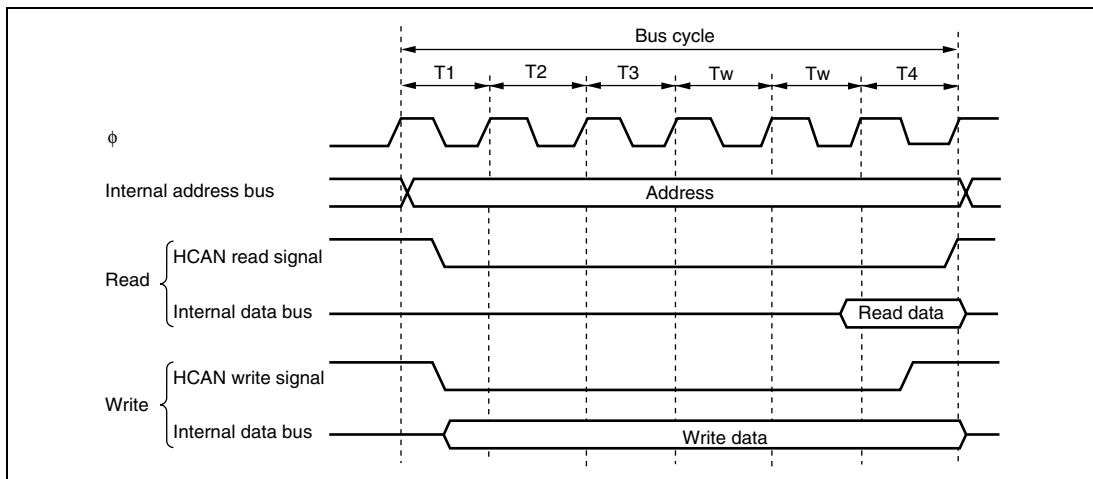 Bus cycle
T1 T2 T3 Tw Tw T4
ϕ
Internal address bus Address
Read HCAN read signal
Internal data bus Read data
Write HCAN write signal
Internal data bus Write data